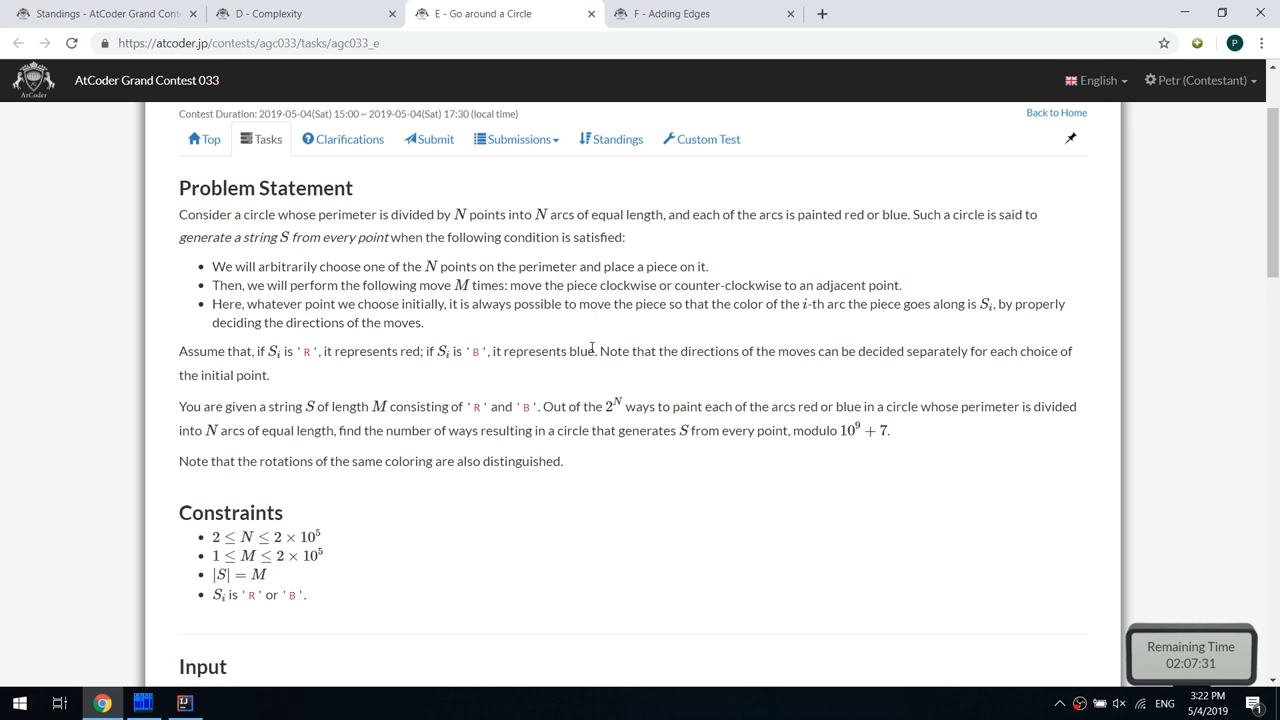 Standings - AtCoder Grand Cont
D - Complexity
E - Go around a Circle
F - Adding Edges
https://atcoder.jp/contests/agc033/tasks/agc033_e
P
AtCoder
AtCoder Grand Contest 033
English
Petr (Contestant)
Contest Duration: 2019-05-04(Sat) 15:00 ~ 2019-05-04(Sat) 17:30 (local time)
Back to Home
Top
Tasks
Clarifications
Submit
Submissions
Standings
Custom Test
Problem Statement
Consider a circle whose perimeter is divided by N points into N arcs of equal length, and each of the arcs is painted red or blue. Such a circle is said to
generate a string S from every point when the following condition is satisfied:
• We will arbitrarily choose one of the N points on the perimeter and place a piece on it.
• Then, we will perform the following move M times: move the piece clockwise or counter-clockwise to an adjacent point.
• Here, whatever point we choose initially, it is always possible to move the piece so that the color of the i-th arc the piece goes along is Sᵢ, by properly
deciding the directions of the moves.
Assume that, if Sᵢ is 'R', it represents red; if Sᵢ is 'B', it represents blue. Note that the directions of the moves can be decided separately for each choice of
the initial point.
You are given a string S of length M consisting of 'R' and 'B'. Out of the 2ᴺ ways to paint each of the arcs red or blue in a circle whose perimeter is divided
into N arcs of equal length, find the number of ways resulting in a circle that generates S from every point, modulo 10⁹ + 7.
Note that the rotations of the same coloring are also distinguished.
Constraints
• 2 ≤ N ≤ 2 × 10⁵
• 1 ≤ M ≤ 2 × 10⁵
• |S| = M
• Sᵢ is 'R' or 'B'.
Input
Remaining Time
02:07:31
ENG
3:22 PM
5/4/2019
1